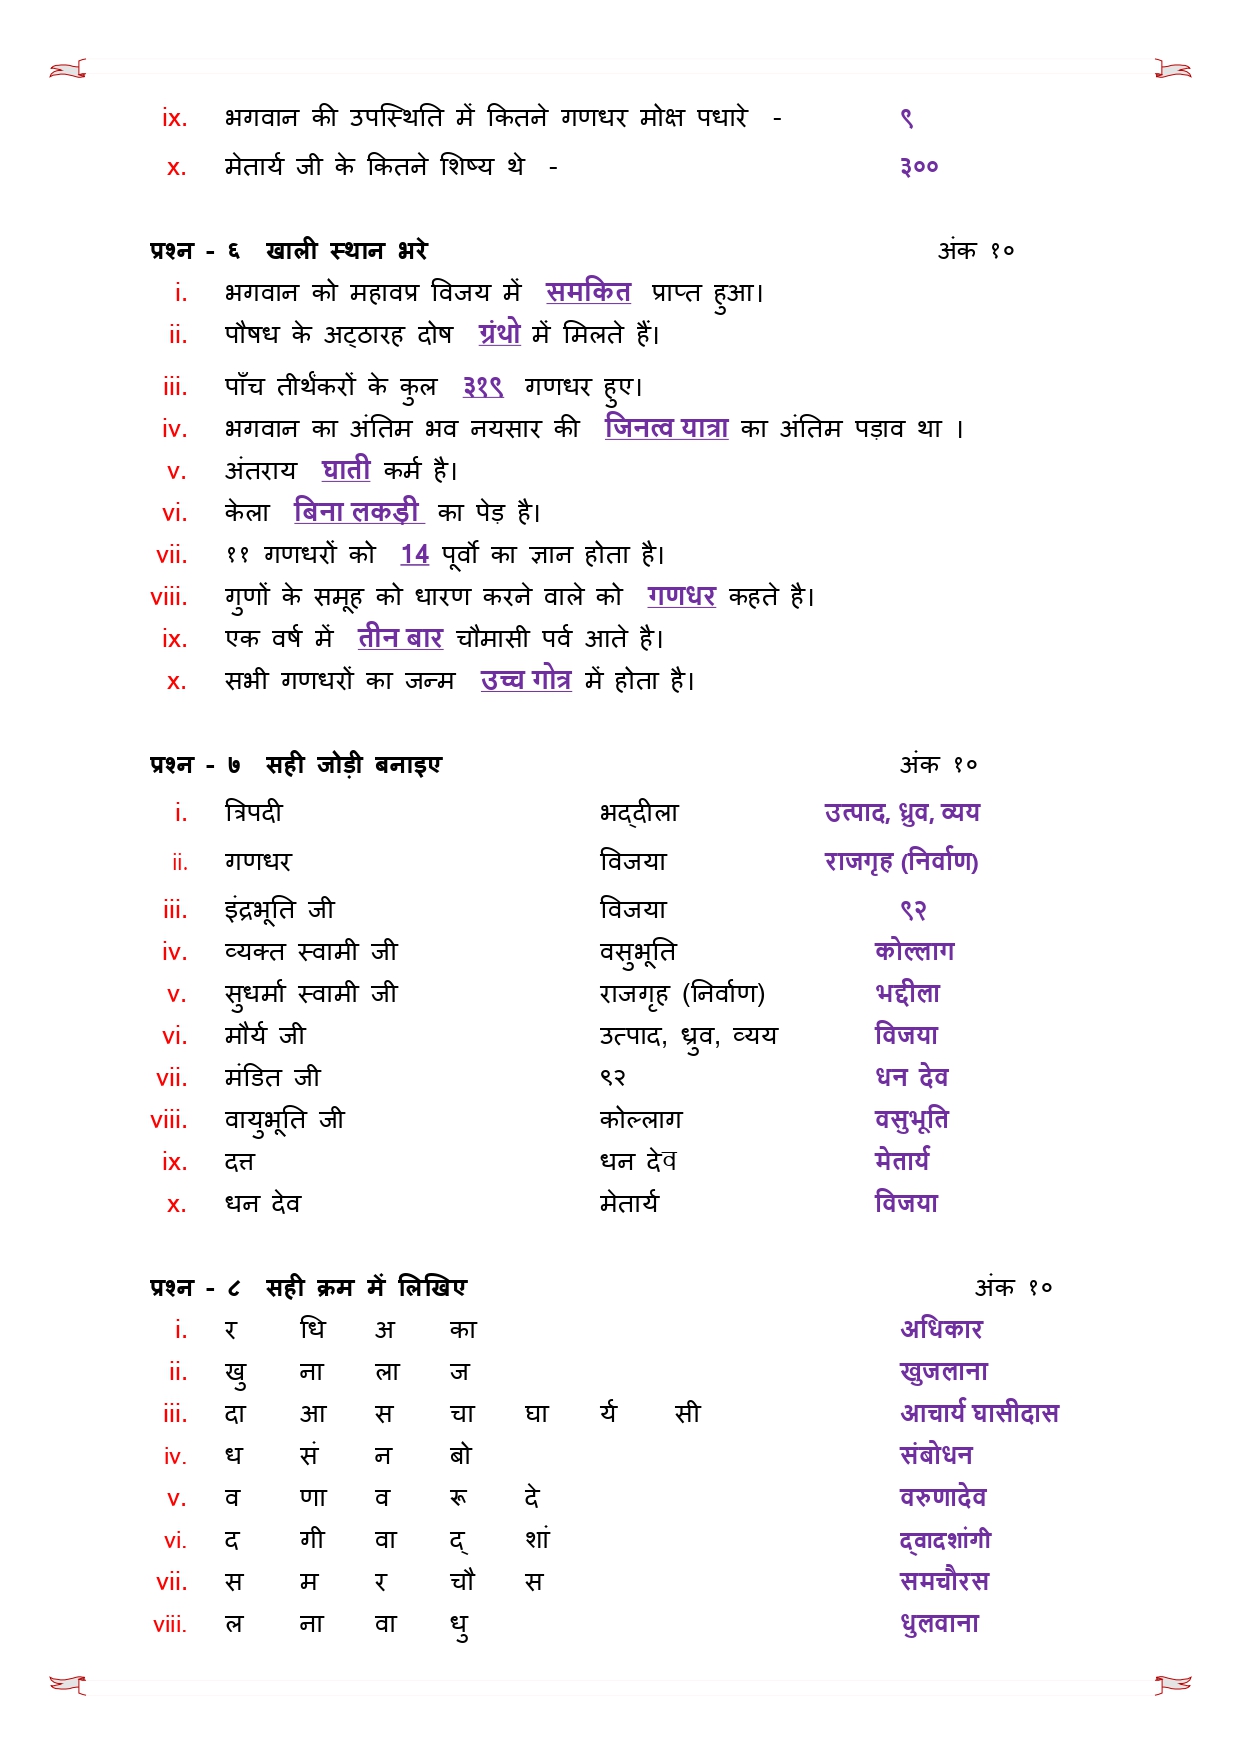 ix. भगवान की उपस्थिति में कितने गणधर मोक्ष पधारे - ९
x. मेतार्य जी के कितने शिष्य थे - ३००
प्रश्न - ६ खाली स्थान भरे अंक १०
i. भगवान को महावप्र विजय में समकित प्राप्त हुआ।
ii. पौषध के अट्ठारह दोष ग्रंथो में मिलते हैं।
iii. पाँच तीर्थंकरों के कुल ३१९ गणधर हुए।
iv. भगवान का अंतिम भव नयसार की जिनत्व यात्रा का अंतिम पड़ाव था ।
v. अंतराय घाती कर्म है।
vi. केला बिना लकड़ी का पेड़ है।
vii. ११ गणधरों को 14 पूर्वो का ज्ञान होता है।
viii. गुणों के समूह को धारण करने वाले को गणधर कहते है।
ix. एक वर्ष में तीन बार चौमासी पर्व आते है।
x. सभी गणधरों का जन्म उच्च गोत्र में होता है।
प्रश्न - ७ सही जोड़ी बनाइए अंक १०
i. त्रिपदी भद्दीला उत्पाद, ध्रुव, व्यय
ii. गणधर विजया राजगृह (निर्वाण)
iii. इंद्रभूति जी विजया ९२
iv. व्यक्त स्वामी जी वसुभूति कोल्लाग
v. सुधर्मा स्वामी जी राजगृह (निर्वाण) भद्दीला
vi. मौर्य जी उत्पाद, ध्रुव, व्यय विजया
vii. मंडित जी ९२ धन देव
viii. वायुभूति जी कोल्लाग वसुभूति
ix. दत्त धन देव मेतार्य
x. धन देव मेतार्य विजया
प्रश्न - ८ सही क्रम में लिखिए अंक १०
i. र धि अ का अधिकार
ii. खु ना ला ज खुजलाना
iii. दा आ स चा घा र्य सी आचार्य घासीदास
iv. ध सं न बो संबोधन
v. व णा व रू दे वरुणादेव
vi. द गी वा द् शां द्वादशांगी
vii. स म र चौ स समचौरस
viii. ल ना वा धु धुलवाना